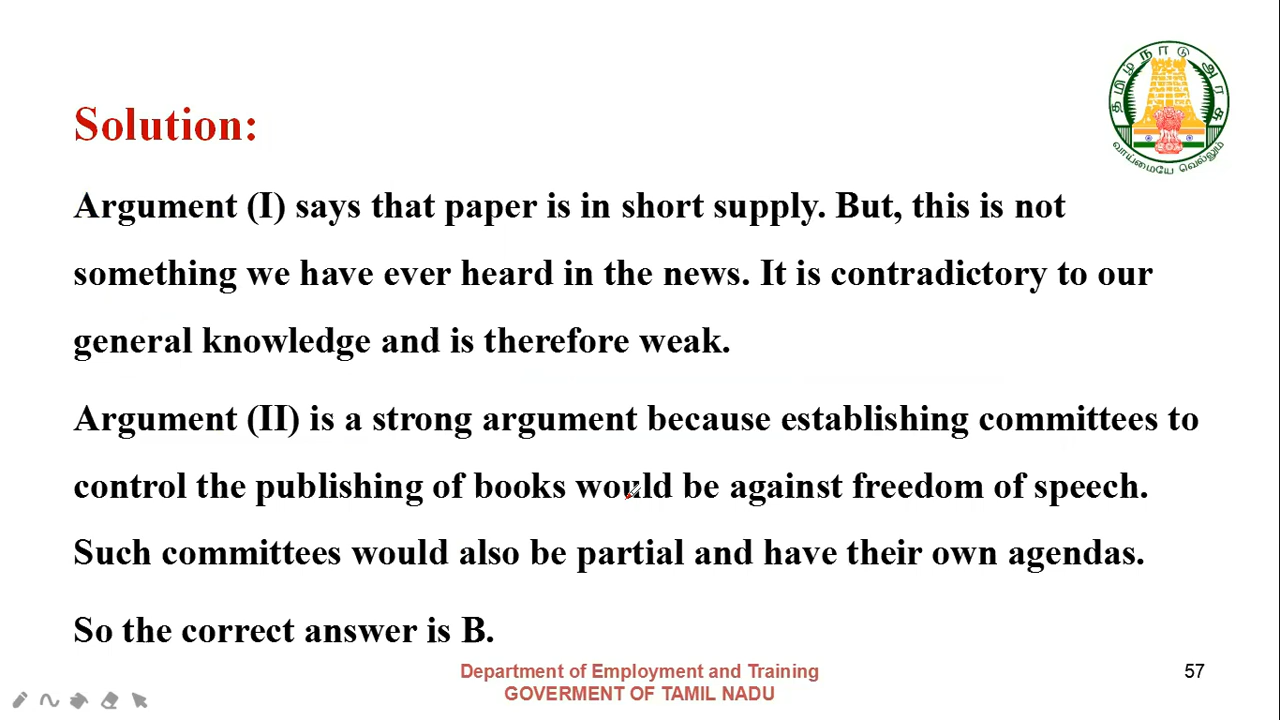 தமிழ்நாடு அரசு
வாய்மையே வெல்லும்
Solution:
Argument (I) says that paper is in short supply. But, this is not
something we have ever heard in the news. It is contradictory to our
general knowledge and is therefore weak.
Argument (II) is a strong argument because establishing committees to
control the publishing of books would be against freedom of speech.
Such committees would also be partial and have their own agendas.
So the correct answer is B.
Department of Employment and Training
GOVERMENT OF TAMIL NADU
57